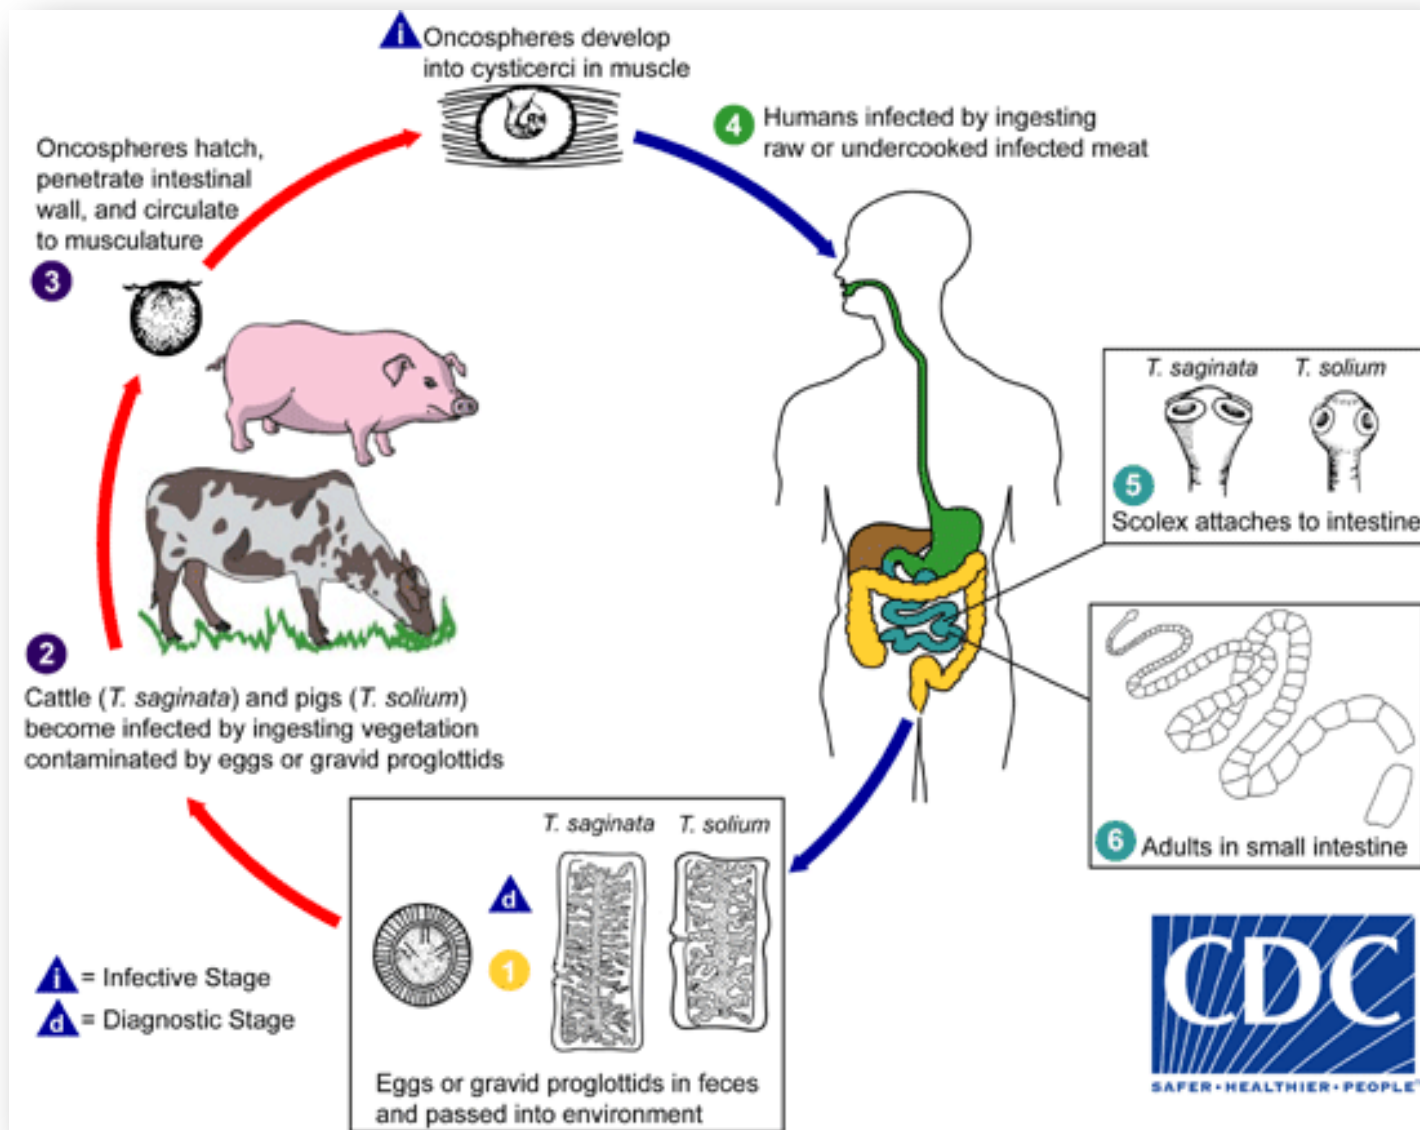 i Oncospheres develop
into cysticerci in muscle
4 Humans infected by ingesting
raw or undercooked infected meat
Oncospheres hatch,
penetrate intestinal
wall, and circulate
to musculature
3
T. saginata T. solium
5
Scolex attaches to intestine
2
Cattle (T. saginata) and pigs (T. solium)
become infected by ingesting vegetation
contaminated by eggs or gravid proglottids
6 Adults in small intestine
T. saginata T. solium
d
1
Eggs or gravid proglottids in feces
and passed into environment
i = Infective Stage
d = Diagnostic Stage
CDC
SAFER • HEALTHIER • PEOPLE